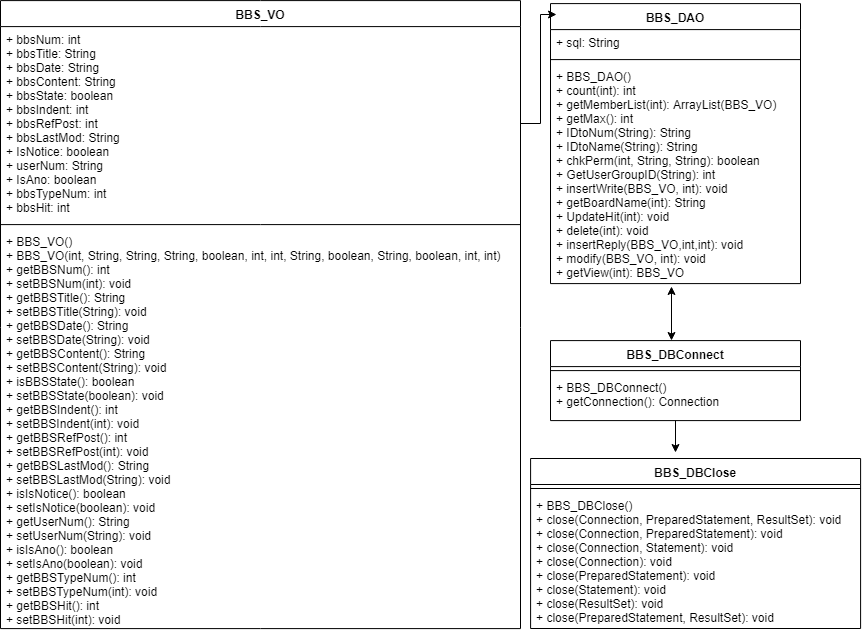 BBS_VO
+ bbsNum: int
+ bbsTitle: String
+ bbsDate: String
+ bbsContent: String
+ bbsState: boolean
+ bbsIndent: int
+ bbsRefPost: int
+ bbsLastMod: String
+ IsNotice: boolean
+ userNum: String
+ IsAno: boolean
+ bbsTypeNum: int
+ bbsHit: int
+ BBS_VO()
+ BBS_VO(int, String, String, String, boolean, int, int, String, boolean, String, boolean, int, int)
+ getBBSNum(): int
+ setBBSNum(int): void
+ getBBSTitle(): String
+ setBBSTitle(String): void
+ getBBSDate(): String
+ setBBSDate(String): void
+ getBBSContent(): String
+ setBBSContent(String): void
+ isBBSState(): boolean
+ setBBSState(boolean): void
+ getBBSIndent(): int
+ setBBSIndent(int): void
+ getBBSRefPost(): int
+ setBBSRefPost(int): void
+ getBBSLastMod(): String
+ setBBSLastMod(String): void
+ isIsNotice(): boolean
+ setIsNotice(boolean): void
+ getUserNum(): String
+ setUserNum(String): void
+ isIsAno(): boolean
+ setIsAno(boolean): void
+ getBBSTypeNum(): int
+ setBBSTypeNum(int): void
+ getBBSHit(): int
+ setBBSHit(int): void
BBS_DAO
+ sql: String
+ BBS_DAO()
+ count(int): int
+ getMemberList(int): ArrayList(BBS_VO)
+ getMax(): int
+ IDtoNum(String): String
+ IDtoName(String): String
+ chkPerm(int, String, String): boolean
+ GetUserGroupID(String): int
+ insertWrite(BBS_VO, int): void
+ getBoardName(int): String
+ UpdateHit(int): void
+ delete(int): void
+ insertReply(BBS_VO,int,int): void
+ modify(BBS_VO, int): void
+ getView(int): BBS_VO
BBS_DBConnect
+ BBS_DBConnect()
+ getConnection(): Connection
BBS_DBClose
+ BBS_DBClose()
+ close(Connection, PreparedStatement, ResultSet): void
+ close(Connection, PreparedStatement): void
+ close(Connection, Statement): void
+ close(Connection): void
+ close(PreparedStatement): void
+ close(Statement): void
+ close(ResultSet): void
+ close(PreparedStatement, ResultSet): void